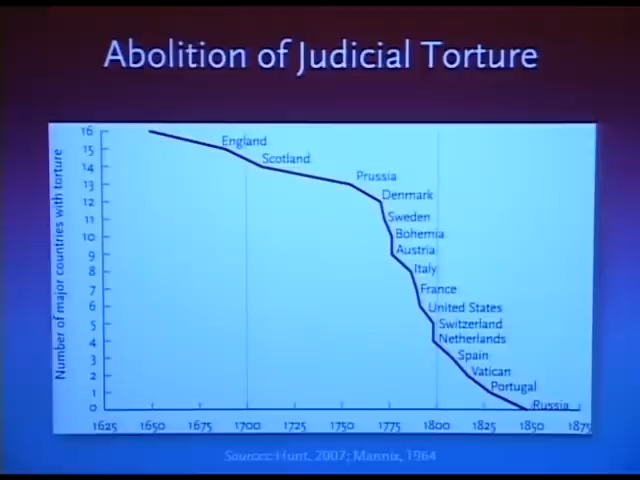 Abolition of Judicial Torture
Number of major countries with torture
16
15
14
13
12
11
10
9
8
7
6
5
4
3
2
1
0
England
Scotland
Prussia
Denmark
Sweden
Bohemia
Austria
Italy
France
United States
Switzerland
Netherlands
Spain
Vatican
Portugal
Russia
1625 1650 1675 1700 1725 1750 1775 1800 1825 1850 1875
Sources: Hunt, 2007; Mannix, 1964